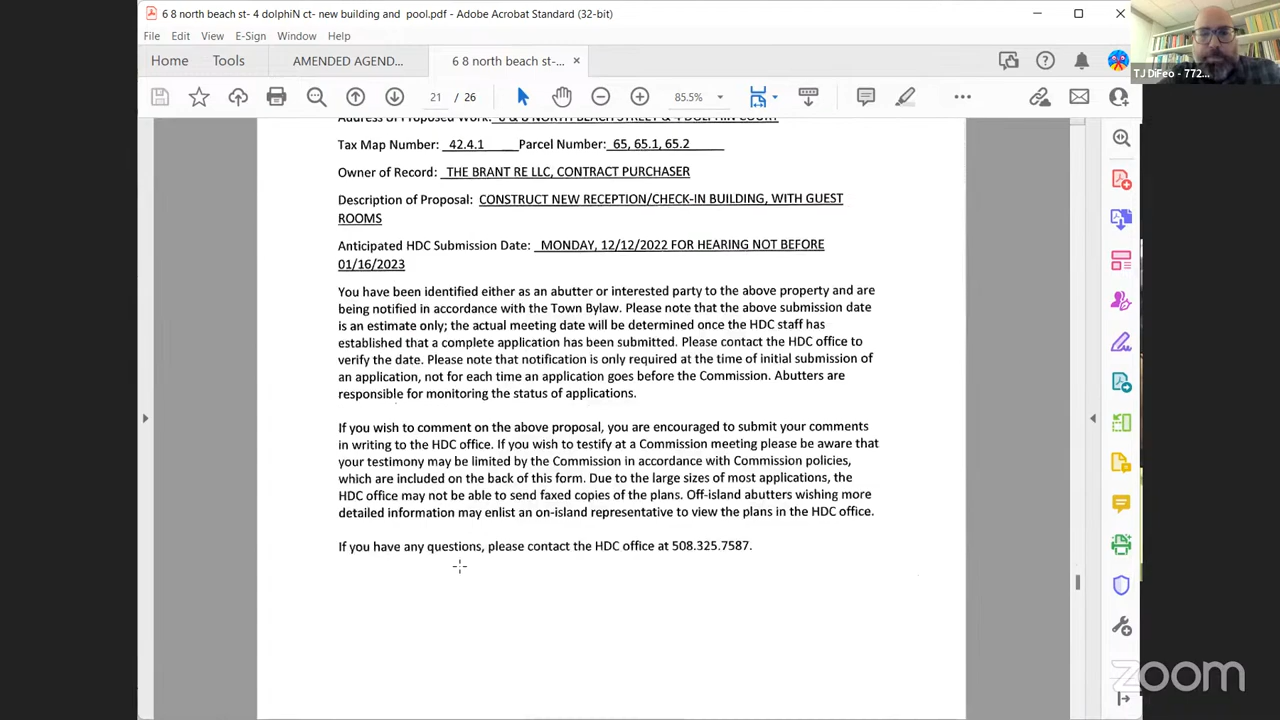 6 8 north beach st- 4 dolphiN ct- new building and  pool.pdf - Adobe Acrobat Standard (32-bit)
File Edit View E-Sign Window Help
Home Tools AMENDED AGEND... 6 8 north beach st-... ×
21 / 26 85.5%
TJ DiFeo - 772...
Address of Proposed Work: 6 & 8 NORTH BEACH STREET & 4 DOLPHIN COURT
Tax Map Number: 42.4.1 Parcel Number: 65, 65.1, 65.2
Owner of Record: THE BRANT RE LLC, CONTRACT PURCHASER
Description of Proposal: CONSTRUCT NEW RECEPTION/CHECK-IN BUILDING, WITH GUEST
ROOMS
Anticipated HDC Submission Date: MONDAY, 12/12/2022 FOR HEARING NOT BEFORE
01/16/2023
You have been identified either as an abutter or interested party to the above property and are
being notified in accordance with the Town Bylaw. Please note that the above submission date
is an estimate only; the actual meeting date will be determined once the HDC staff has
established that a complete application has been submitted. Please contact the HDC office to
verify the date. Please note that notification is only required at the time of initial submission of
an application, not for each time an application goes before the Commission. Abutters are
responsible for monitoring the status of applications.
If you wish to comment on the above proposal, you are encouraged to submit your comments
in writing to the HDC office. If you wish to testify at a Commission meeting please be aware that
your testimony may be limited by the Commission in accordance with Commission policies,
which are included on the back of this form. Due to the large sizes of most applications, the
HDC office may not be able to send faxed copies of the plans. Off-island abutters wishing more
detailed information may enlist an on-island representative to view the plans in the HDC office.
If you have any questions, please contact the HDC office at 508.325.7587.
zoom